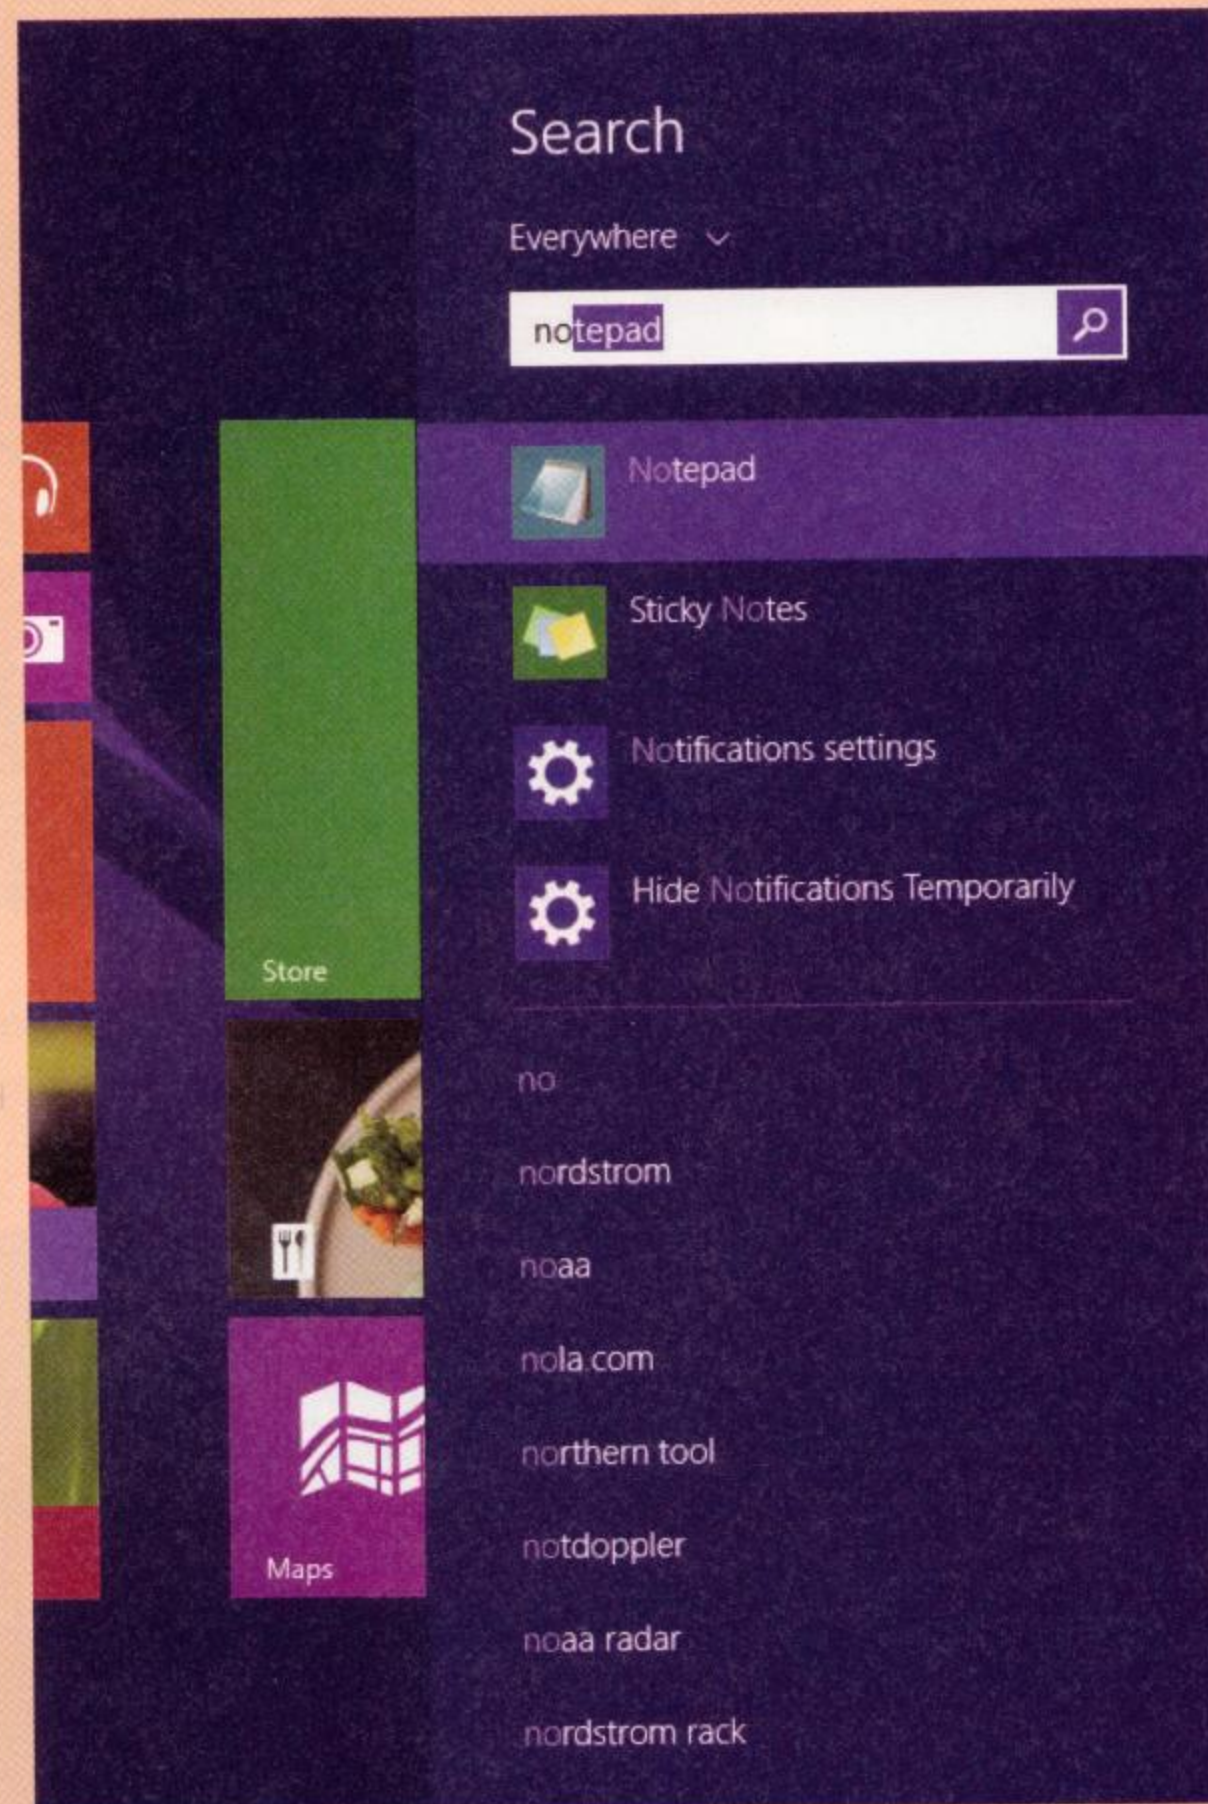 Search
Everywhere
notepad
Notepad
Sticky Notes
Notifications settings
Hide Notifications Temporarily
Store
no
nordstrom
noaa
nola.com
northern tool
notdoppler
Maps
noaa radar
nordstrom rack